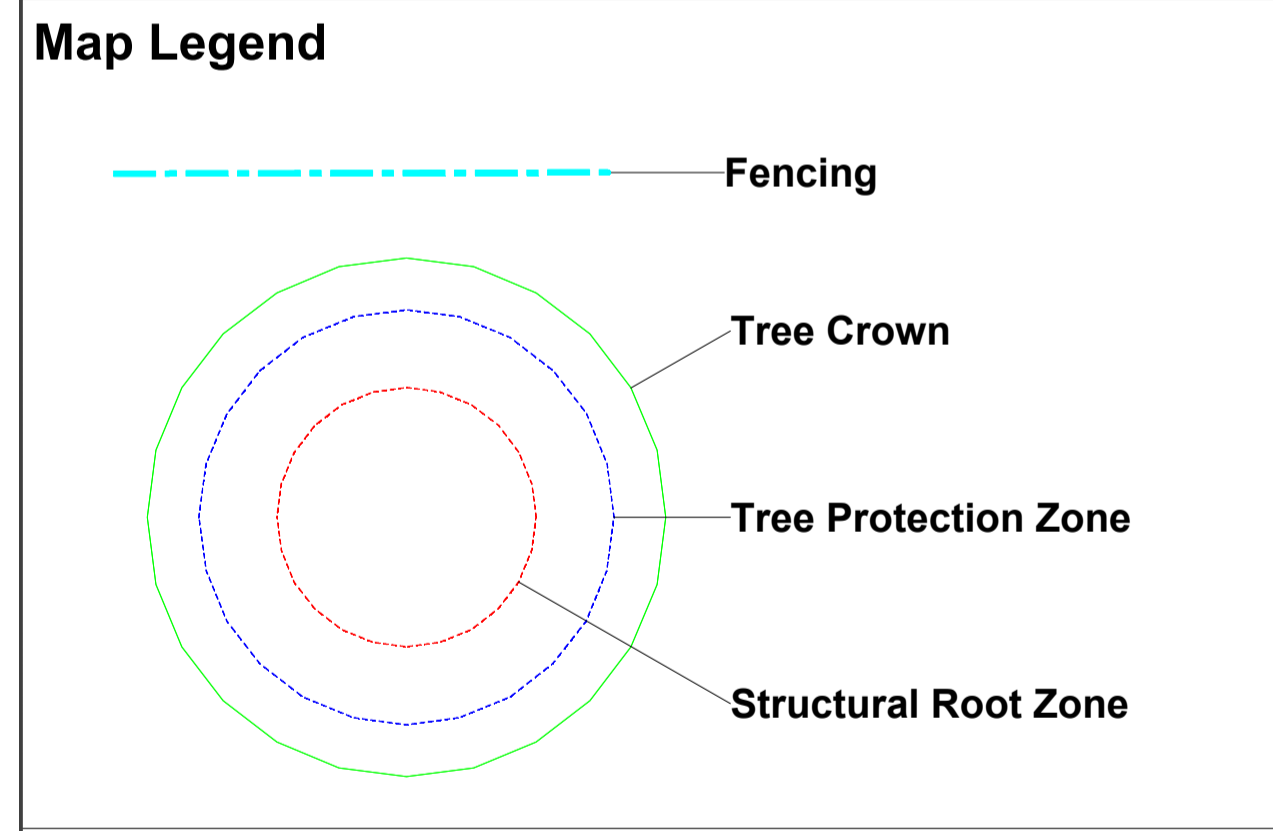 Map Legend
Fencing
Tree Crown
Tree Protection Zone
Structural Root Zone